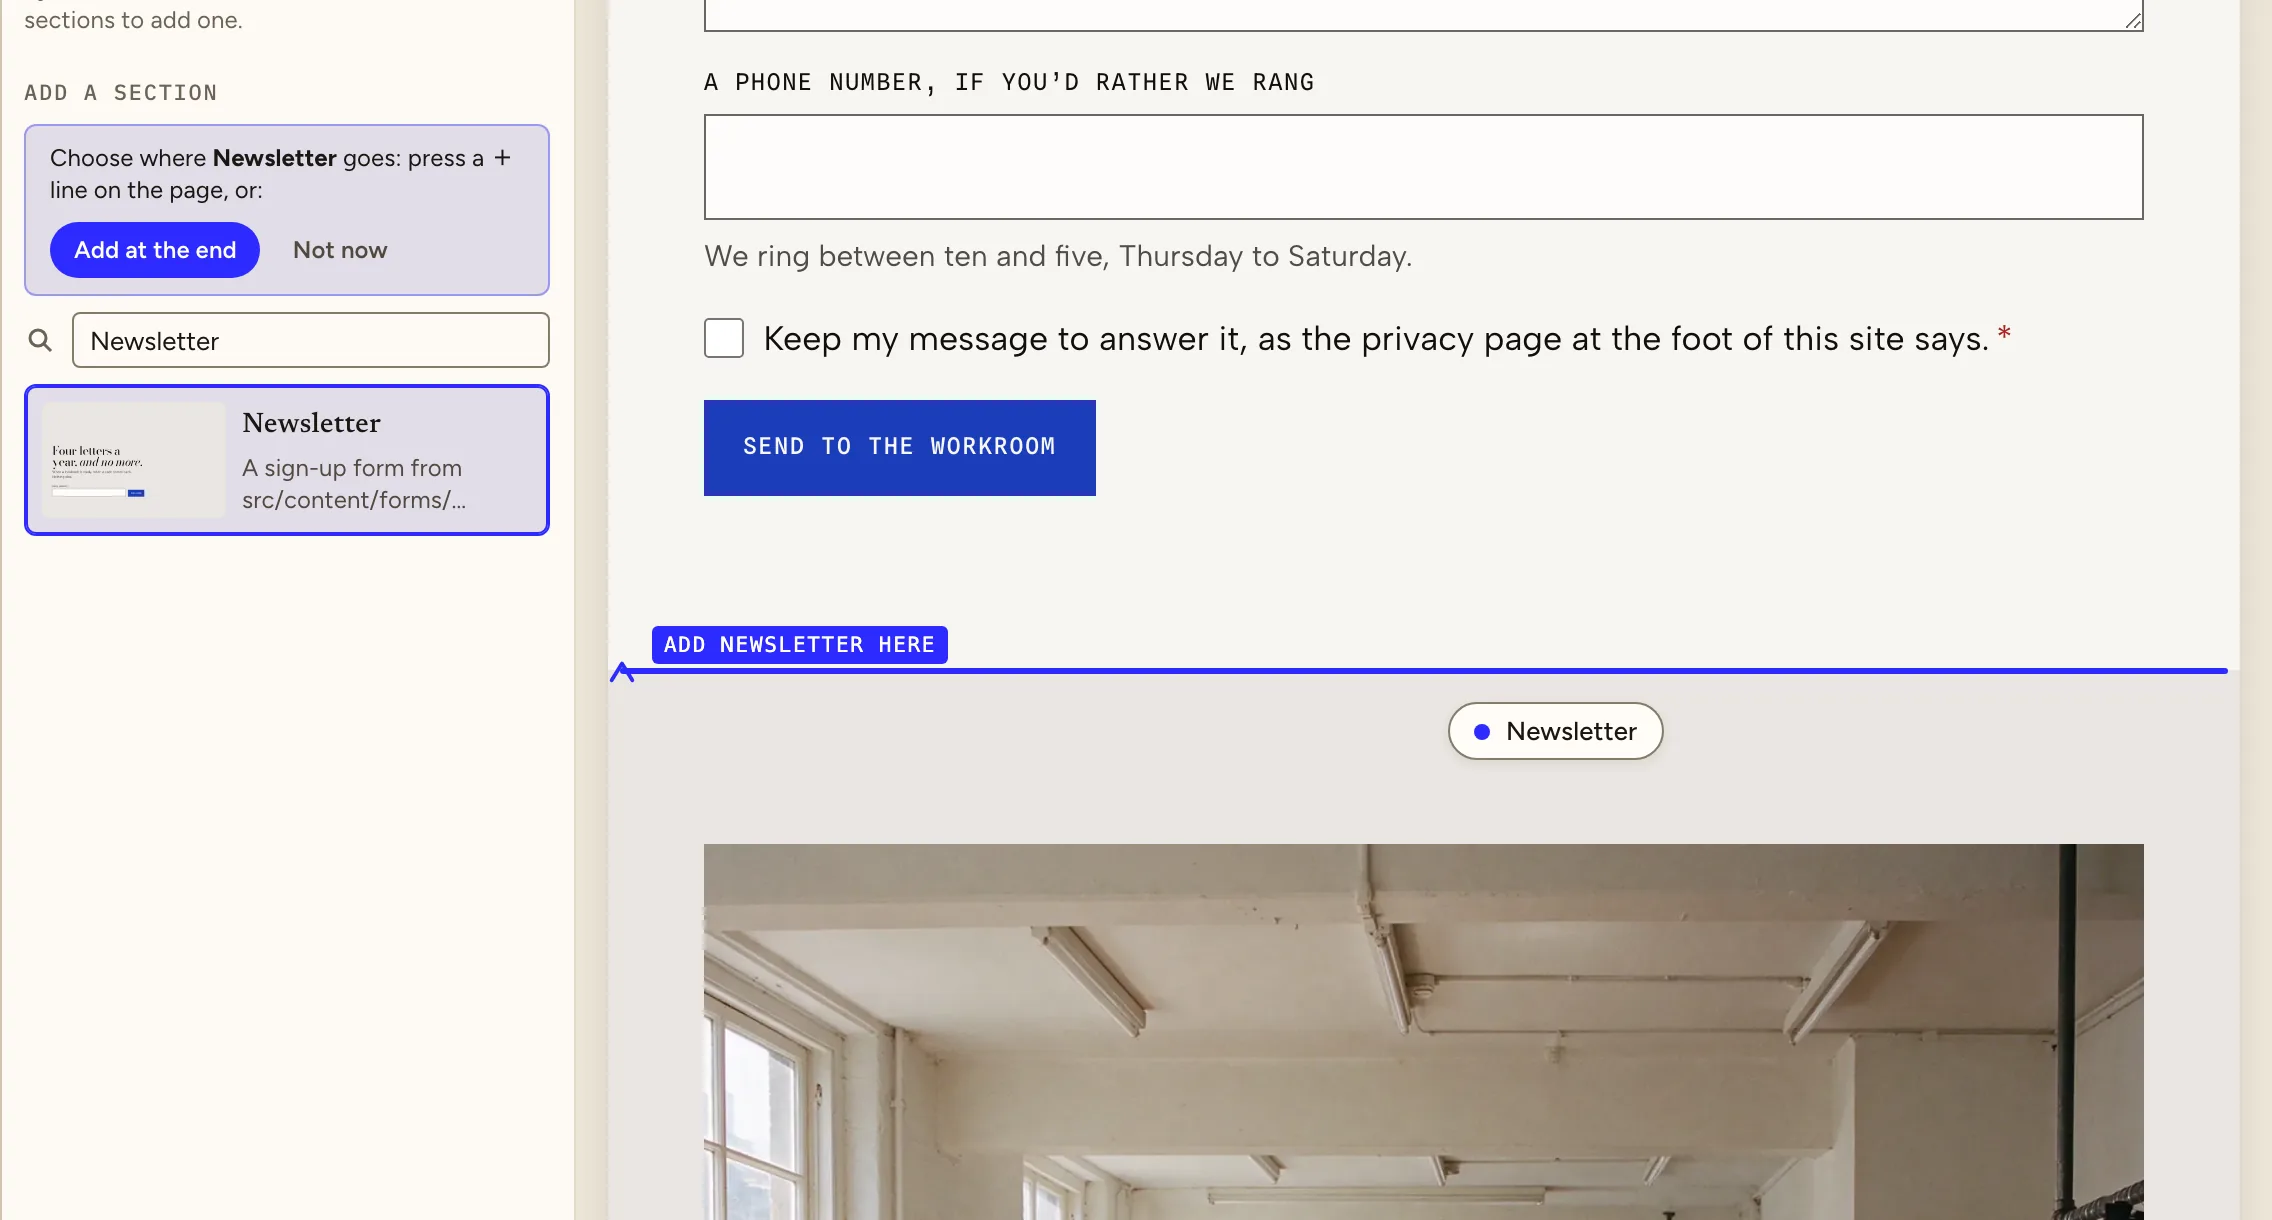 sections to add one.
ADD A SECTION
Choose where Newsletter goes: press a +
line on the page, or:
Add at the end
Not now
Newsletter
Four letters a
year, and no more.
Newsletter
A sign-up form from
src/content/forms/...
A PHONE NUMBER, IF YOU’D RATHER WE RANG
We ring between ten and five, Thursday to Saturday.
Keep my message to answer it, as the privacy page at the foot of this site says. *
SEND TO THE WORKROOM
ADD NEWSLETTER HERE
Newsletter